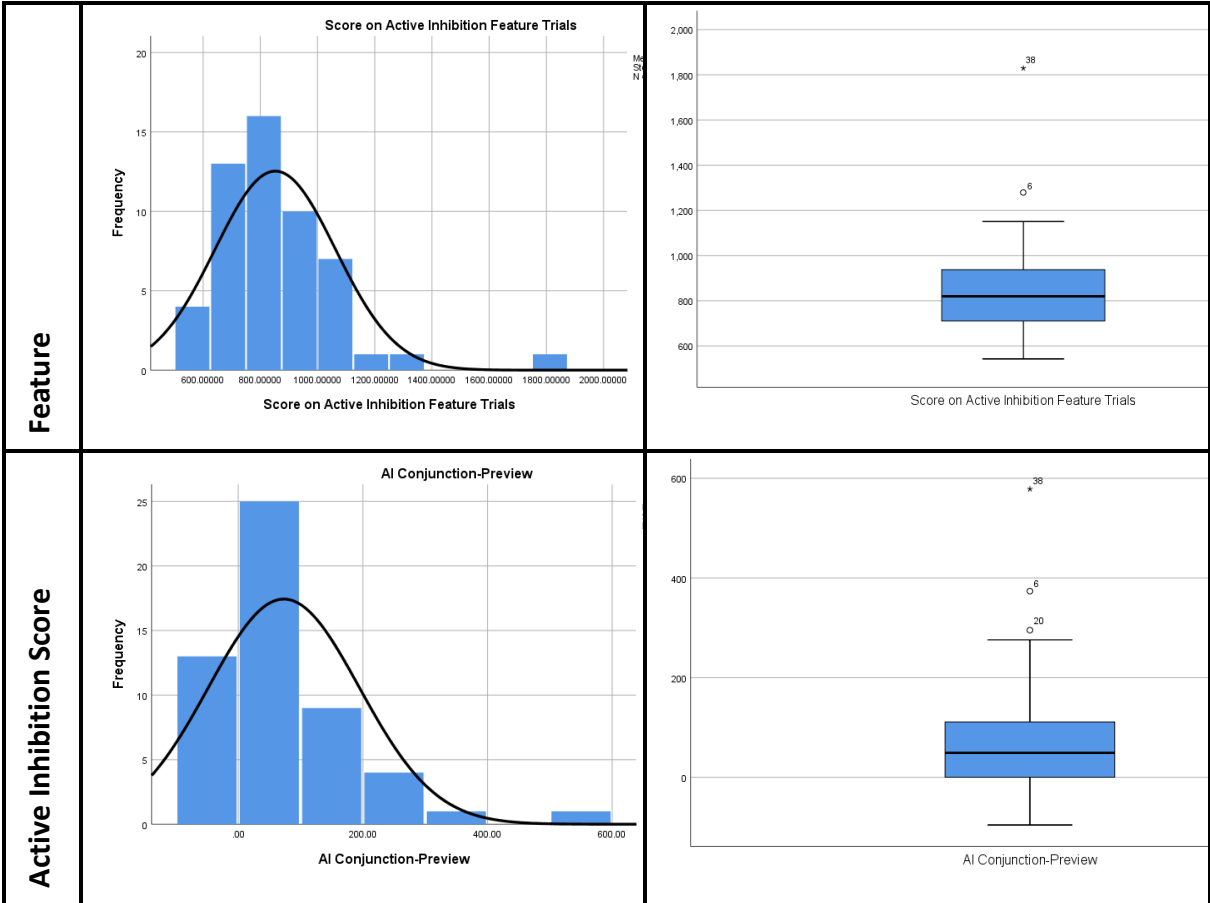 Feature
Score on Active Inhibition Feature Trials
20
15
10
5
0
Frequency
600.00000 800.00000 1000.00000 1200.00000 1400.00000 1600.00000 1800.00000 2000.00000
Score on Active Inhibition Feature Trials
2,000
1,800
1,600
1,400
1,200
1,000
800
600
38
6
Score on Active Inhibition Feature Trials
Active Inhibition Score
AI Conjunction-Preview
25
20
15
10
5
0
Frequency
.00 200.00 400.00 600.00
AI Conjunction-Preview
600
400
200
0
38
6
20
AI Conjunction-Preview